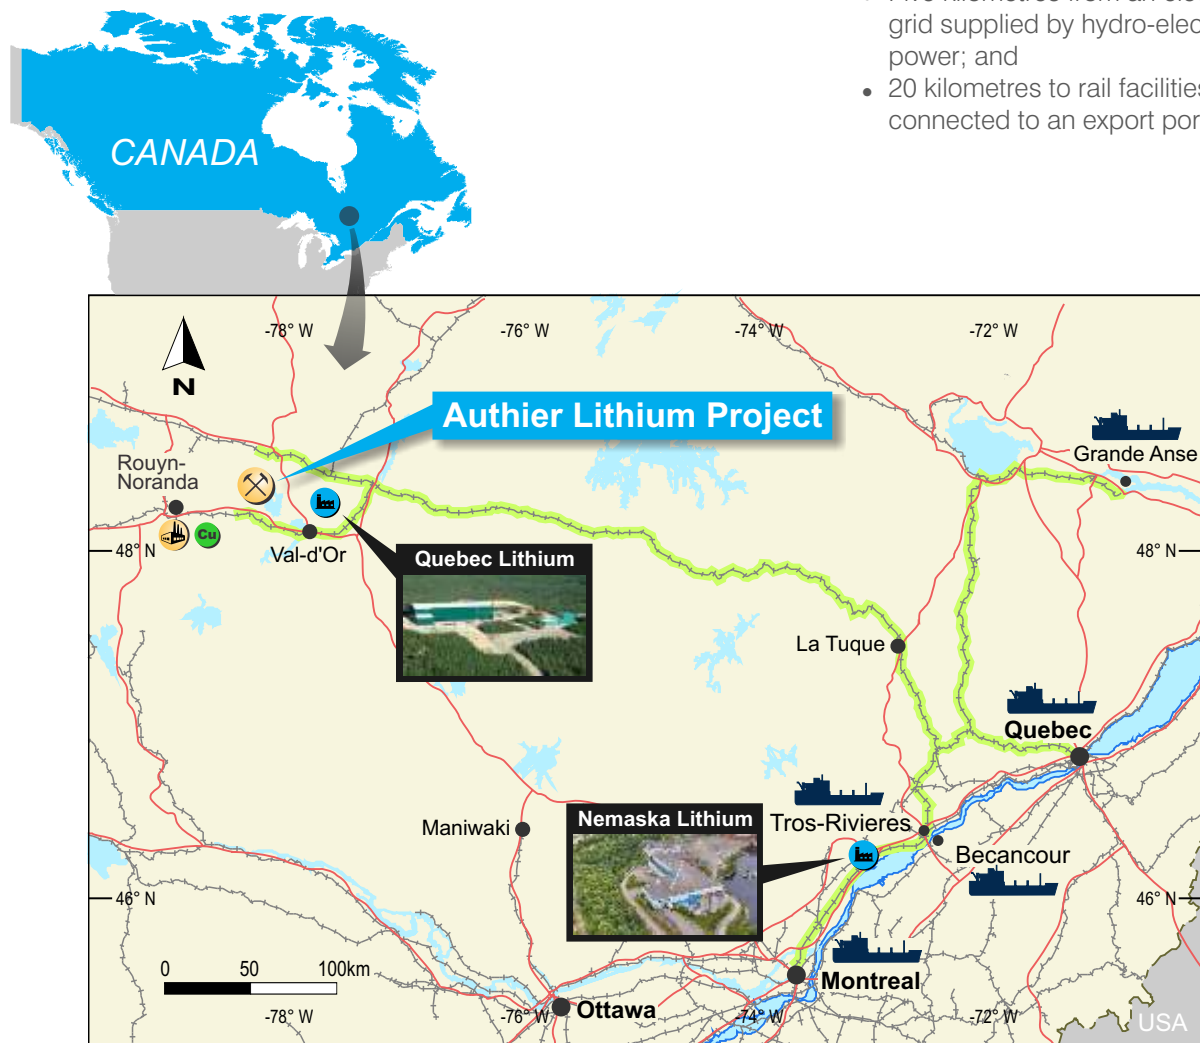 grid supplied by hydro-elec
power; and
• 20 kilometres to rail facilities
connected to an export por
CANADA
-78° W
-76° W
-74° W
-72° W
N
Authier Lithium Project
Grande Anse
Rouyn-
Noranda
Cu
Val-d'Or
48° N
48° N
Quebec Lithium
La Tuque
Quebec
Nemaska Lithium
Tros-Rivieres
Maniwaki
Becancour
46° N
46° N
0 50 100km
Montreal
Ottawa
-78° W
-76° W
-74° W
-72° W
USA